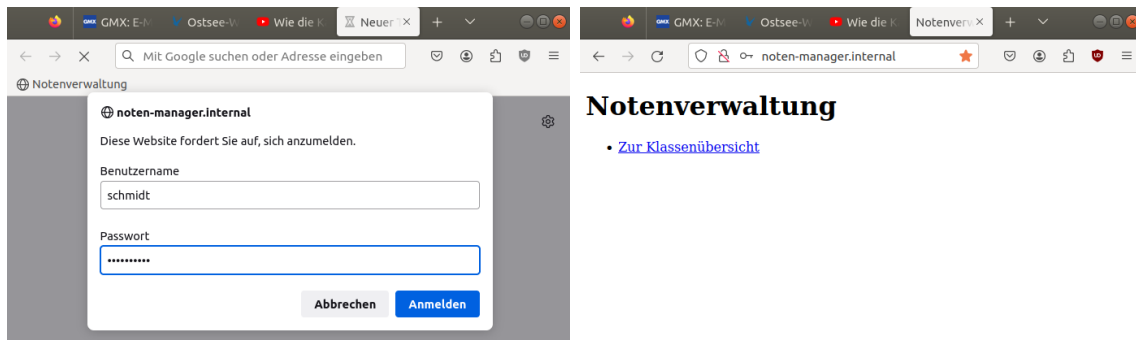 GMX: E-M
Ostsee-W
Wie die K
Neuer T
Mit Google suchen oder Adresse eingeben
Notenverwaltung
noten-manager.internal
Diese Website fordert Sie auf, sich anzumelden.
Benutzername
schmidt
Passwort
••••••••••
Abbrechen Anmelden
GMX: E-M
Ostsee-W
Wie die K
Notenverw
noten-manager.internal
Notenverwaltung
• Zur Klassenübersicht